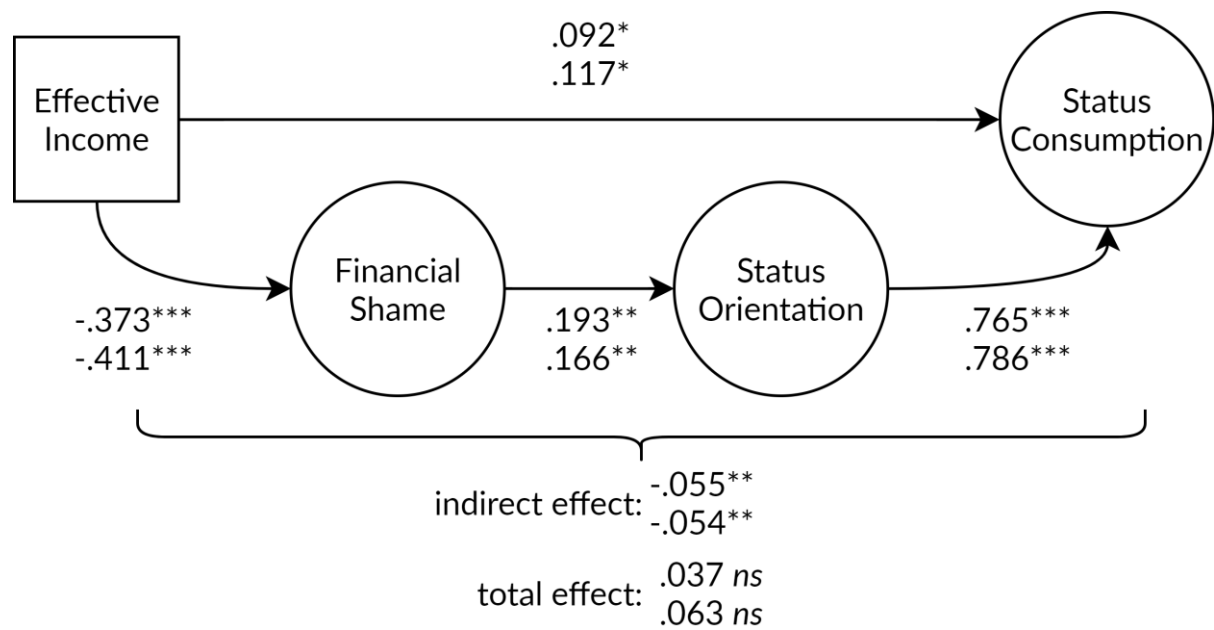 .092*
.117*
Effective
Income
Status
Consumption
Financial
Shame
Status
Orientation
-.373***
-.411***
.193**
.166**
.765***
.786***
indirect effect: -.055**
-.054**
total effect: .037 ns
.063 ns